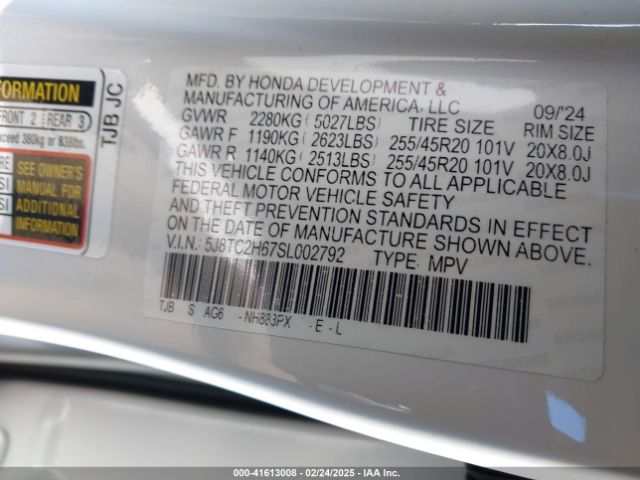 FORMATION
FRONT 2 REAR 3
exceed 380kg or 838lbs.
SEE OWNER'S
MANUAL FOR
ADDITIONAL
INFORMATION
TJB JC
MFD. BY HONDA DEVELOPMENT &
MANUFACTURING OF AMERICA, LLC 09/'24
GVWR 2280KG (5027LBS) TIRE SIZE RIM SIZE
GAWR F 1190KG (2623LBS) 255/45R20 101V 20X8.0J
GAWR R 1140KG (2513LBS) 255/45R20 101V 20X8.0J
THIS VEHICLE CONFORMS TO ALL APPLICABLE
FEDERAL MOTOR VEHICLE SAFETY
AND THEFT PREVENTION STANDARDS IN EFFECT
ON THE DATE OF MANUFACTURE SHOWN ABOVE.
V.I.N.: 5J8TC2H67SL002792 TYPE: MPV
TJB S AG6 -NH883PX -E-L
000-41613008 - 02/24/2025 - IAA Inc.